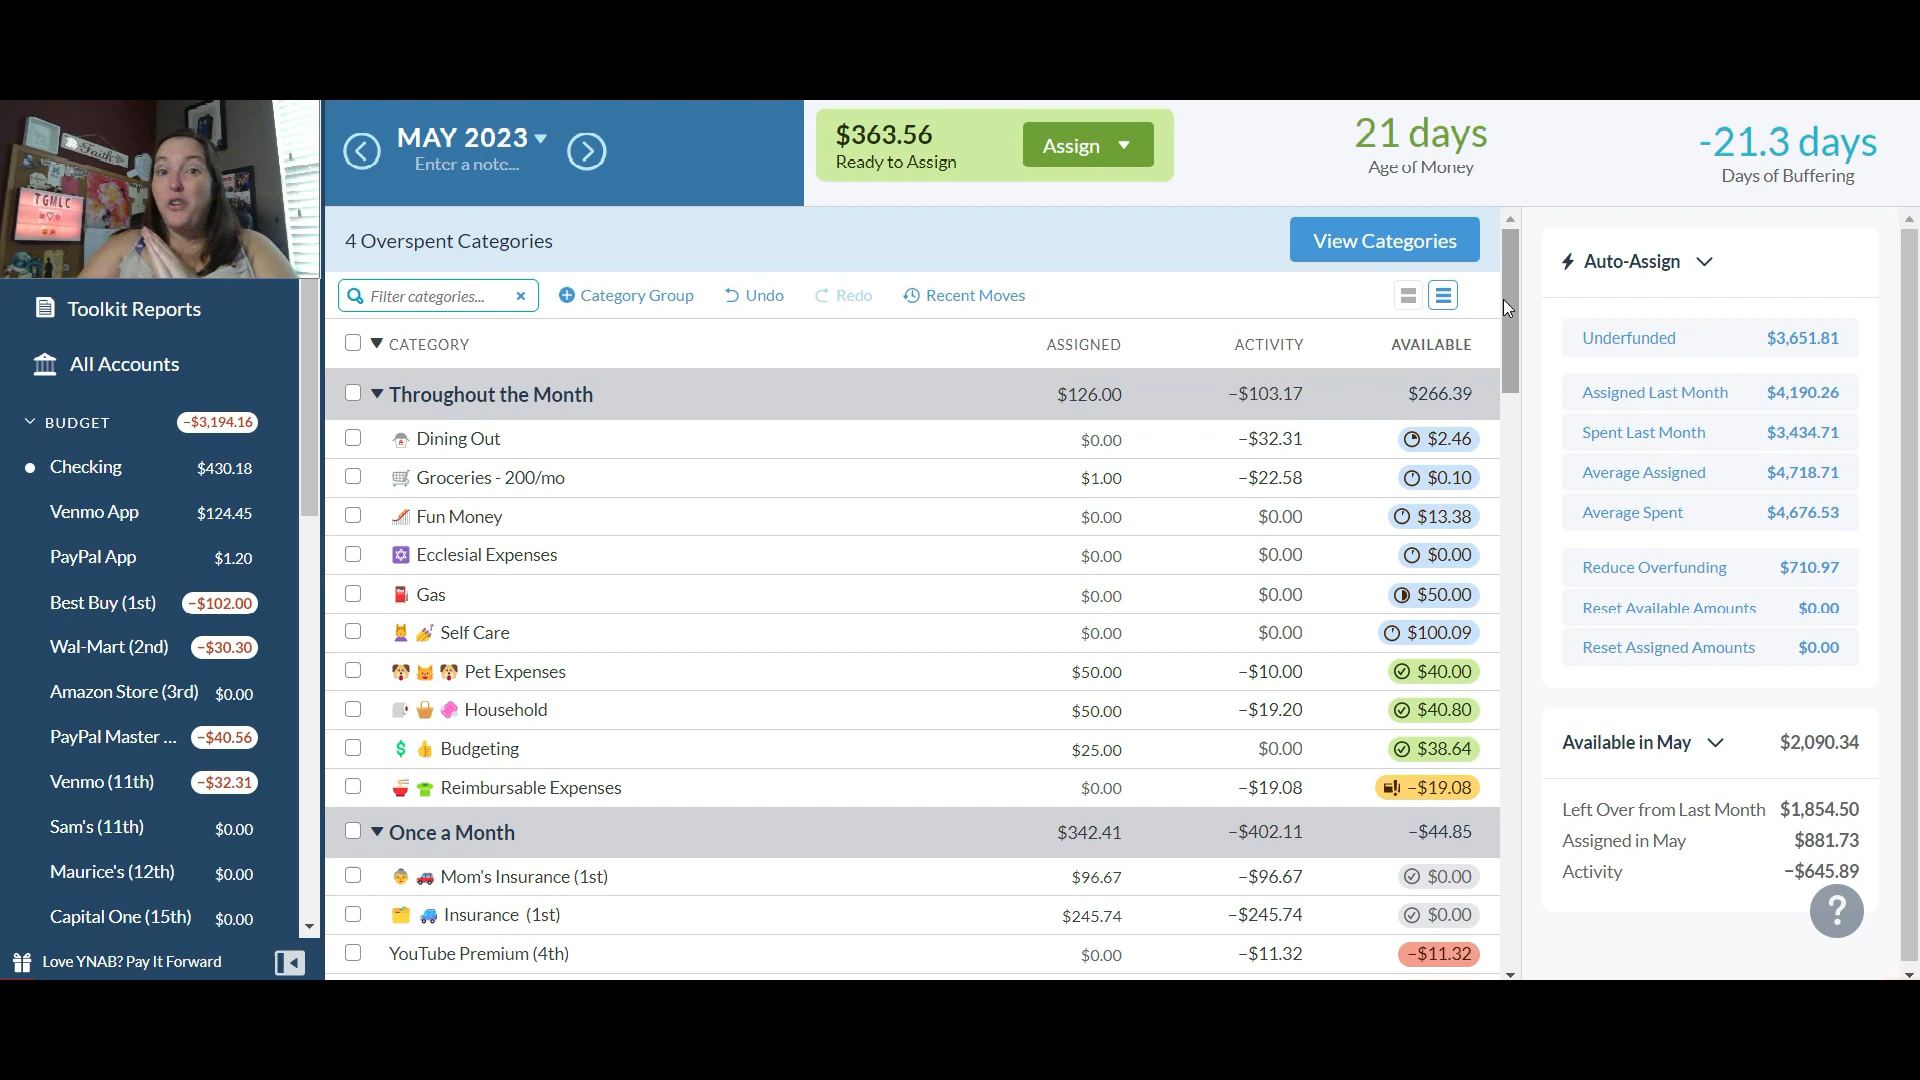 Faith
TGMLC
MAY 2023
Enter a note...
$363.56
Ready to Assign
Assign
21 days
Age of Money
-21.3 days
Days of Buffering
4 Overspent Categories
View Categories
Filter categories...
Category Group
Undo
Redo
Recent Moves
CATEGORY
ASSIGNED
ACTIVITY
AVAILABLE
Throughout the Month $126.00 −$103.17 $266.39
Dining Out $0.00 −$32.31 $2.46
Groceries - 200/mo $1.00 −$22.58 $0.10
Fun Money $0.00 $0.00 $13.38
Ecclesial Expenses $0.00 $0.00 $0.00
Gas $0.00 $0.00 $50.00
Self Care $0.00 $0.00 $100.09
Pet Expenses $50.00 −$10.00 $40.00
Household $50.00 −$19.20 $40.80
Budgeting $25.00 $0.00 $38.64
Reimbursable Expenses $0.00 −$19.08 −$19.08
Once a Month $342.41 −$402.11 −$44.85
Mom's Insurance (1st) $96.67 −$96.67 $0.00
Insurance (1st) $245.74 −$245.74 $0.00
YouTube Premium (4th) $0.00 −$11.32 −$11.32
Toolkit Reports
All Accounts
BUDGET −$3,194.16
Checking $430.18
Venmo App $124.45
PayPal App $1.20
Best Buy (1st) −$102.00
Wal-Mart (2nd) −$30.30
Amazon Store (3rd) $0.00
PayPal Master ... −$40.56
Venmo (11th) −$32.31
Sam's (11th) $0.00
Maurice's (12th) $0.00
Capital One (15th) $0.00
Love YNAB? Pay It Forward
Auto-Assign
Underfunded $3,651.81
Assigned Last Month $4,190.26
Spent Last Month $3,434.71
Average Assigned $4,718.71
Average Spent $4,676.53
Reduce Overfunding $710.97
Reset Available Amounts $0.00
Reset Assigned Amounts $0.00
Available in May $2,090.34
Left Over from Last Month $1,854.50
Assigned in May $881.73
Activity −$645.89
?